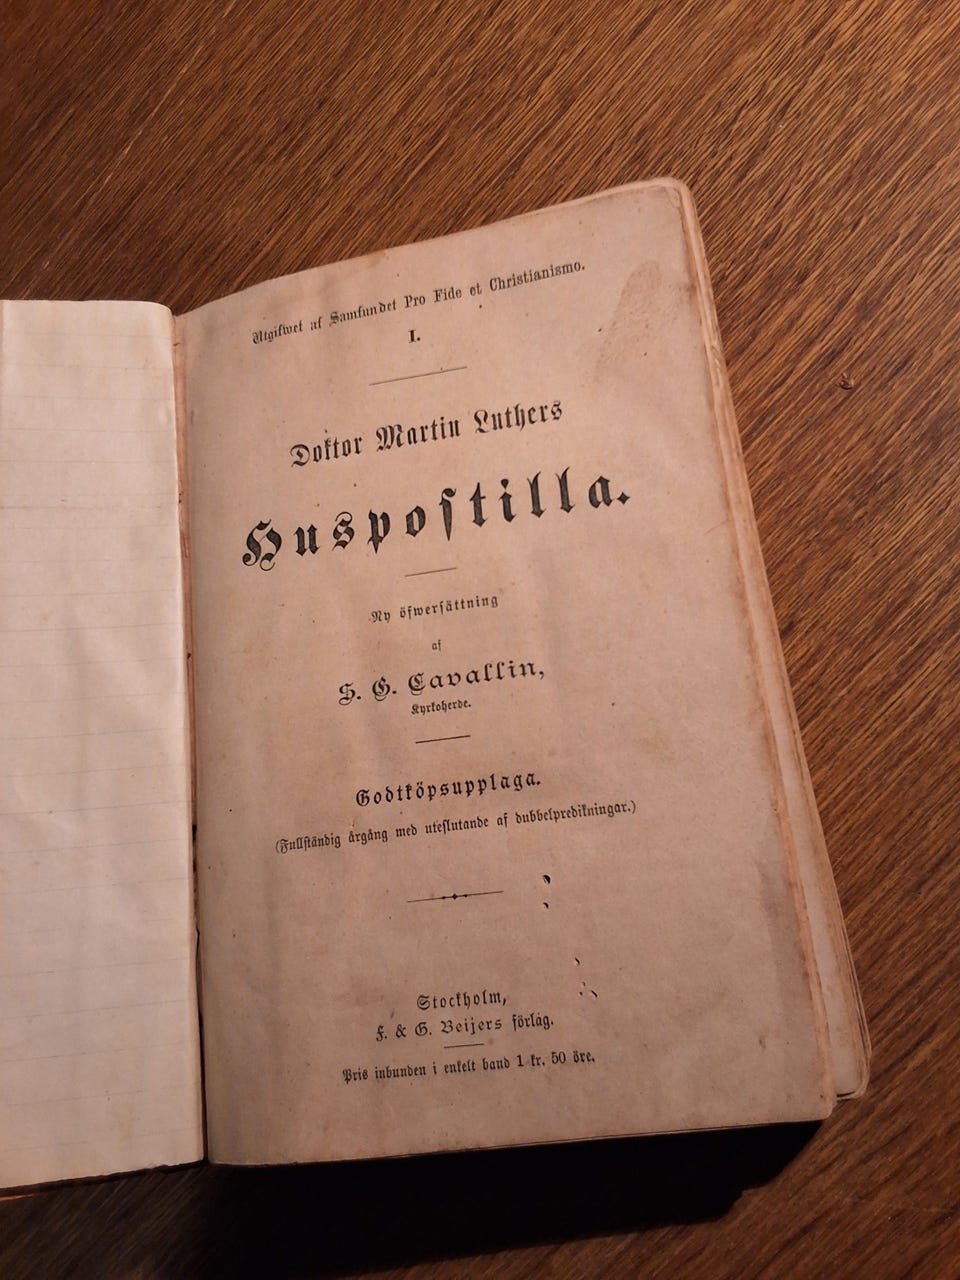 Utgifwet af Samfundet Pro Fide et Christianismo.
I.
Doktor Martin Luthers
Huspostilla.
Ny öfwersättning
af
S. G. Cavallin,
Kyrkoherde.
Godtköpsupplaga.
(Fullständig årgång med uteslutande af dubbelpredikningar.)
Stockholm,
F. & G. Beijers förlag.
Pris inbunden i enkelt band 1 kr. 50 öre.